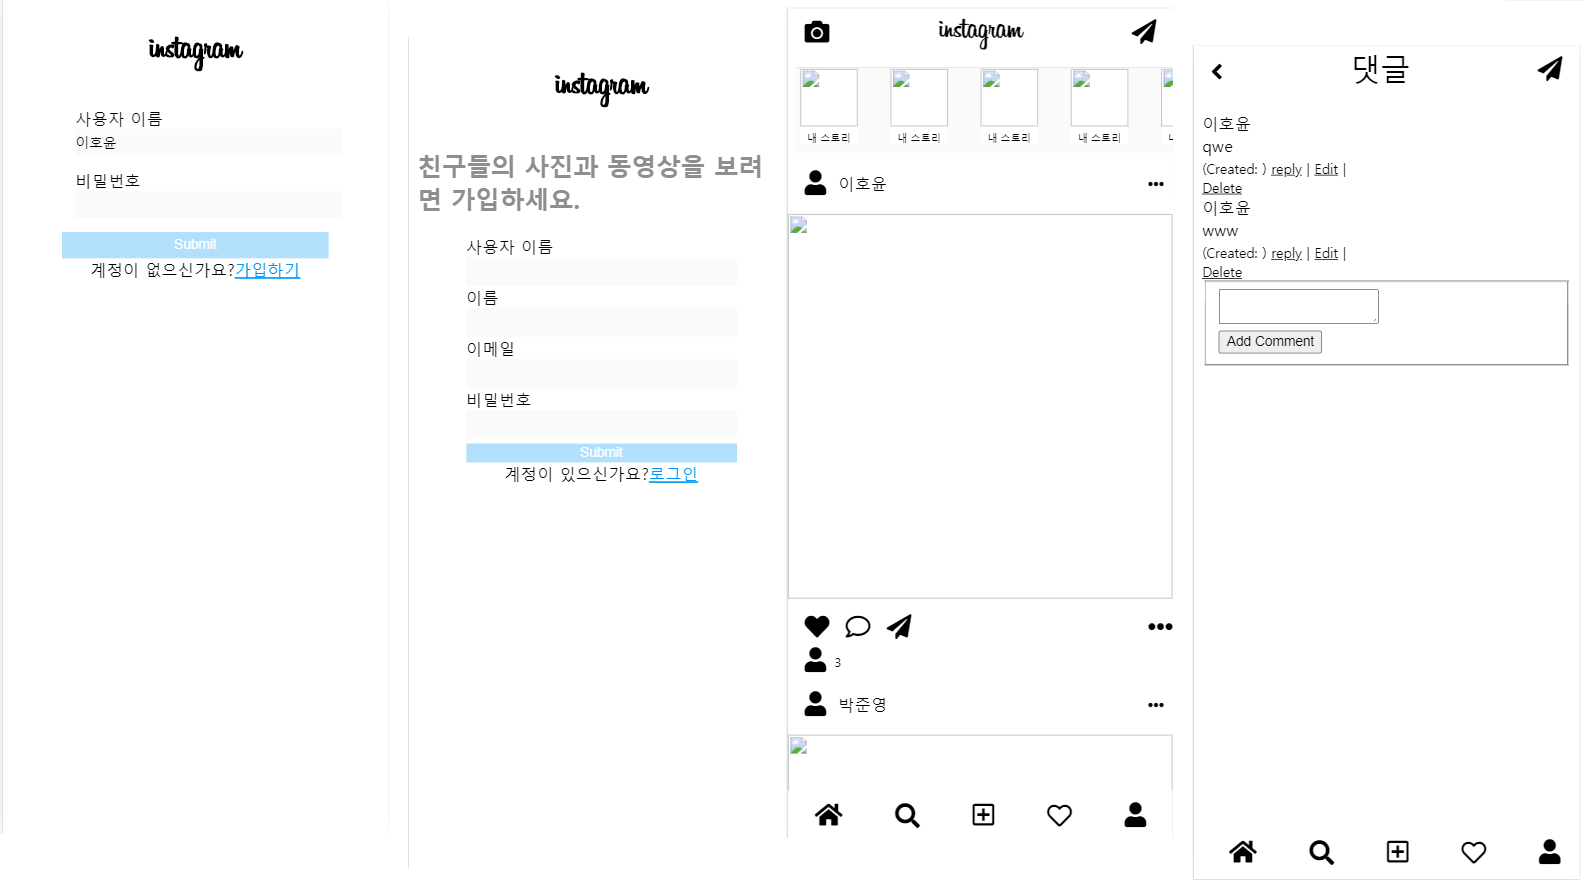 instagram
사용자 이름
이호윤
비밀번호
Submit
계정이 없으신가요?가입하기
instagram
친구들의 사진과 동영상을 보려
면 가입하세요.
사용자 이름
이름
이메일
비밀번호
Submit
계정이 있으신가요?로그인
instagram
내 스토리
내 스토리
내 스토리
내 스토리
이호윤
3
박준영
댓글
이호윤
qwe
(Created: ) reply | Edit |
Delete
이호윤
www
(Created: ) reply | Edit |
Delete
Add Comment